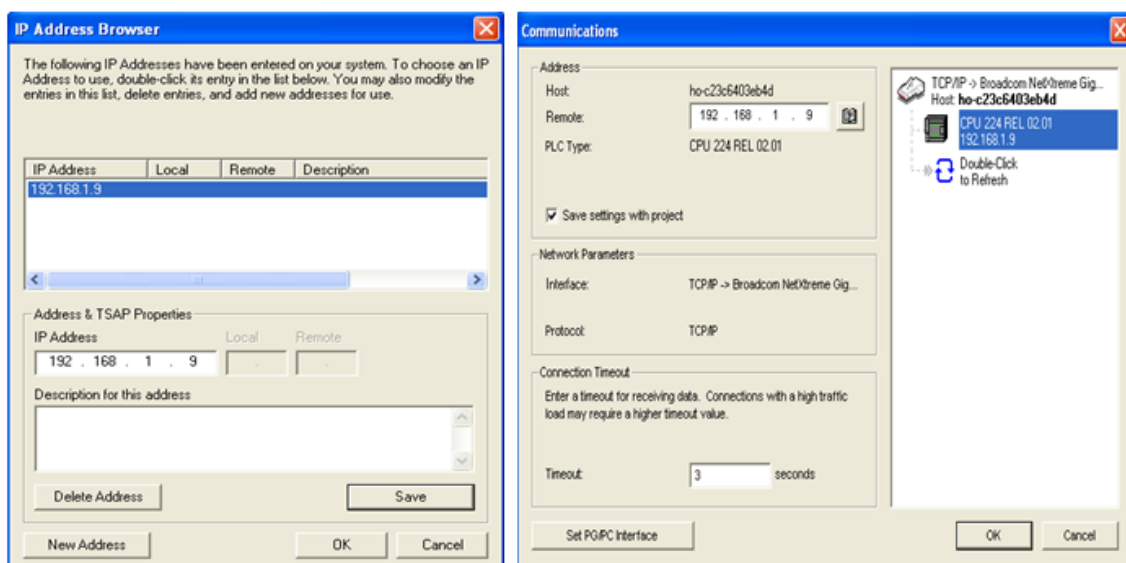 IP Address Browser
The following IP Addresses have been entered on your system. To choose an IP
Address to use, double-click its entry in the list below. You may also modify the
entries in this list, delete entries, and add new addresses for use.
IP Address Local Remote Description
192.168.1.9
Address & TSAP Properties
IP Address Local Remote
192 . 168 . 1 . 9 . .
Description for this address
Delete Address Save
New Address OK Cancel
Communications
Address
Host: ho-c23c6403eb4d
Remote: 192 . 168 . 1 . 9
PLC Type: CPU 224 REL 02.01
Save settings with project
Network Parameters
Interface: TCP/IP -> Broadcom NetXtreme Gig...
Protocol: TCP/IP
Connection Timeout
Enter a timeout for receiving data. Connections with a high traffic
load may require a higher timeout value.
Timeout: 3 seconds
Set PG/PC Interface
TCP/IP -> Broadcom NetXtreme Gig...
Host: ho-c23c6403eb4d
CPU 224 REL 02.01
192.168.1.9
Double-Click
to Refresh
OK Cancel